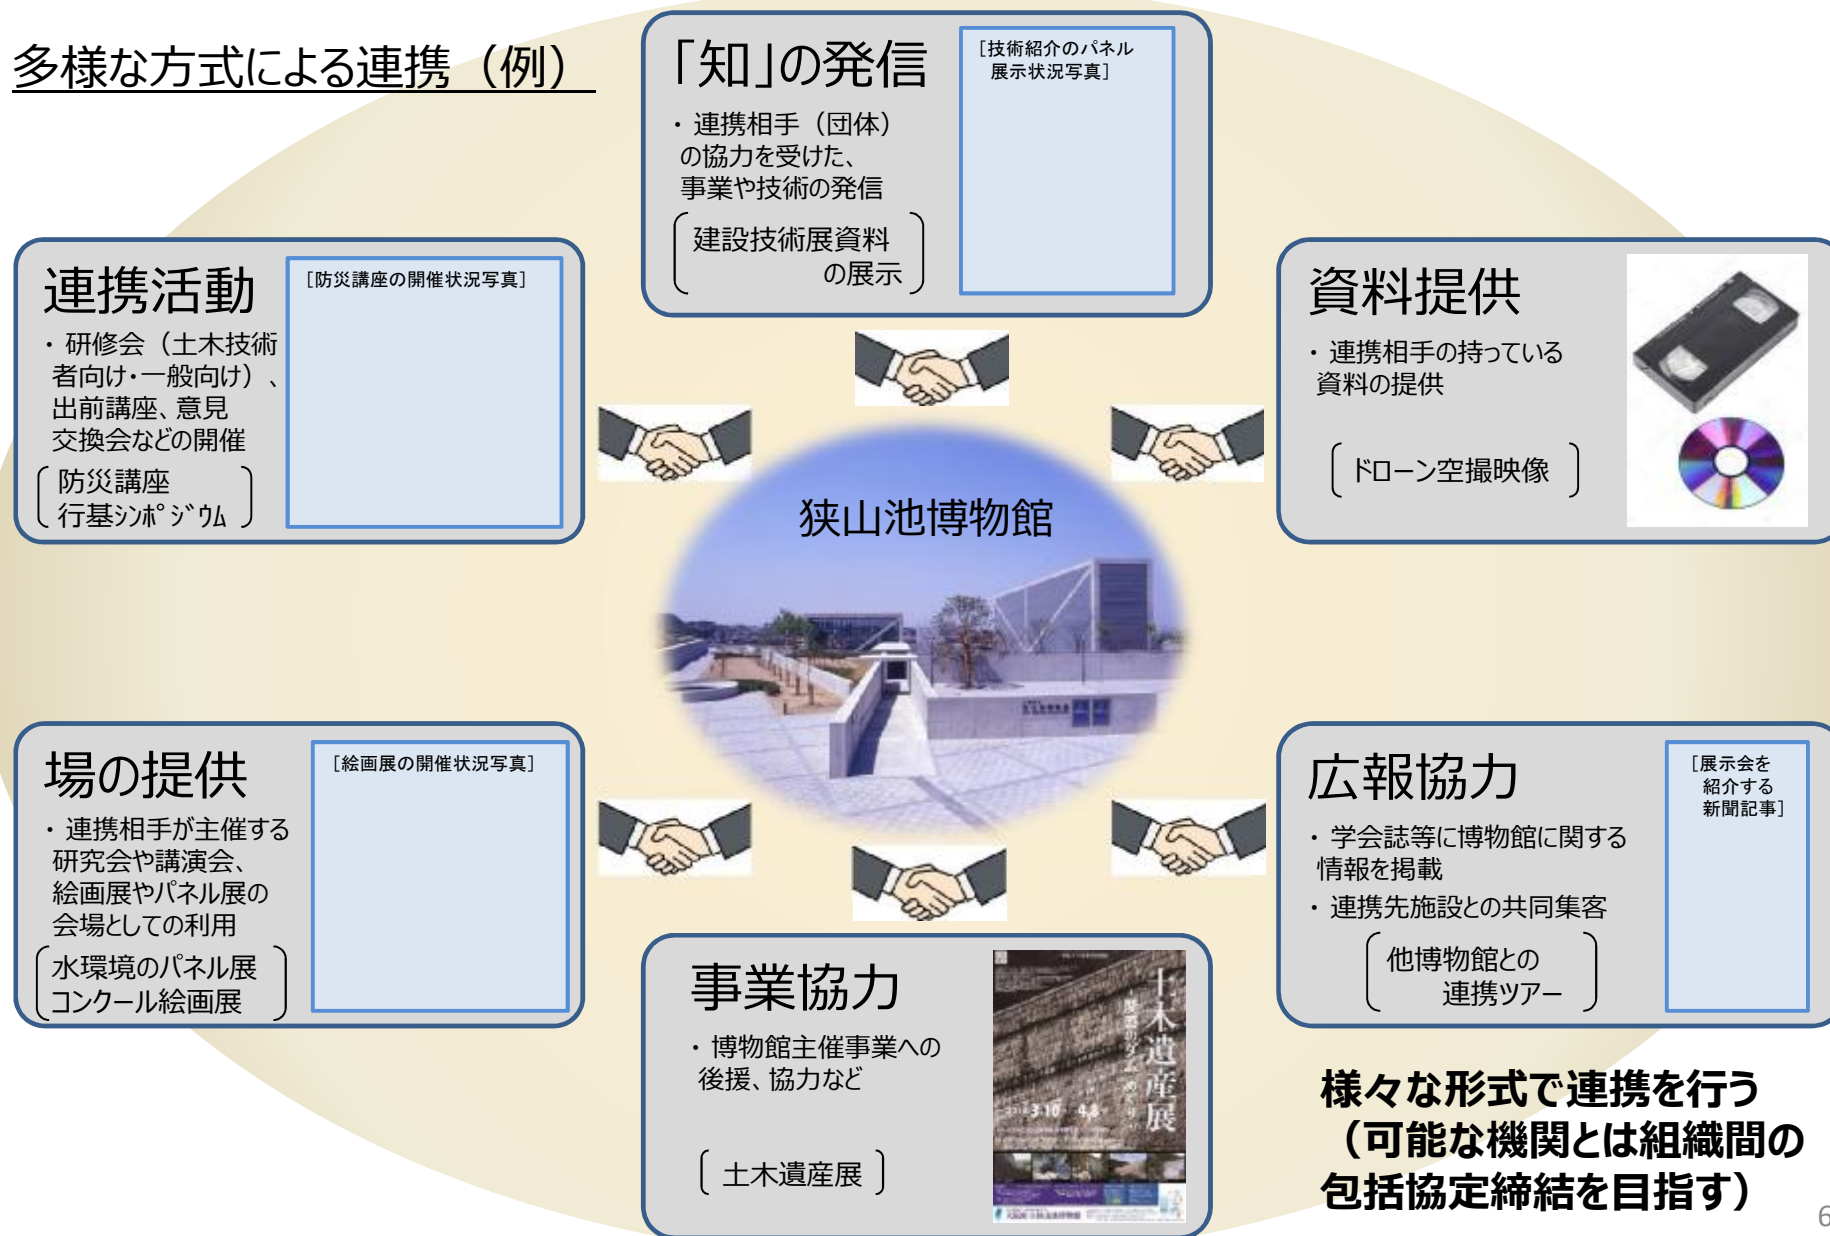 多様な方式による連携（例）
「知」の発信
・連携相手（団体）
の協力を受けた、
事業や技術の発信
建設技術展資料
の展示
[技術紹介のパネル
展示状況写真]
連携活動
・研修会（土木技術
者向け・一般向け）、
出前講座、意見
交換会などの開催
防災講座
行基ｼﾝﾎﾟｼﾞｳﾑ
[防災講座の開催状況写真]
資料提供
・連携相手の持っている
資料の提供
ドローン空撮映像
狭山池博物館
場の提供
・連携相手が主催する
研究会や講演会、
絵画展やパネル展の
会場としての利用
水環境のパネル展
コンクール絵画展
[絵画展の開催状況写真]
広報協力
・学会誌等に博物館に関する
情報を掲載
・連携先施設との共同集客
他博物館との
連携ツアー
[展示会を
紹介する
新聞記事]
事業協力
・博物館主催事業への
後援、協力など
土木遺産展
土木遺産展
3.10
4.8
様々な形式で連携を行う
（可能な機関とは組織間の
包括協定締結を目指す）
6